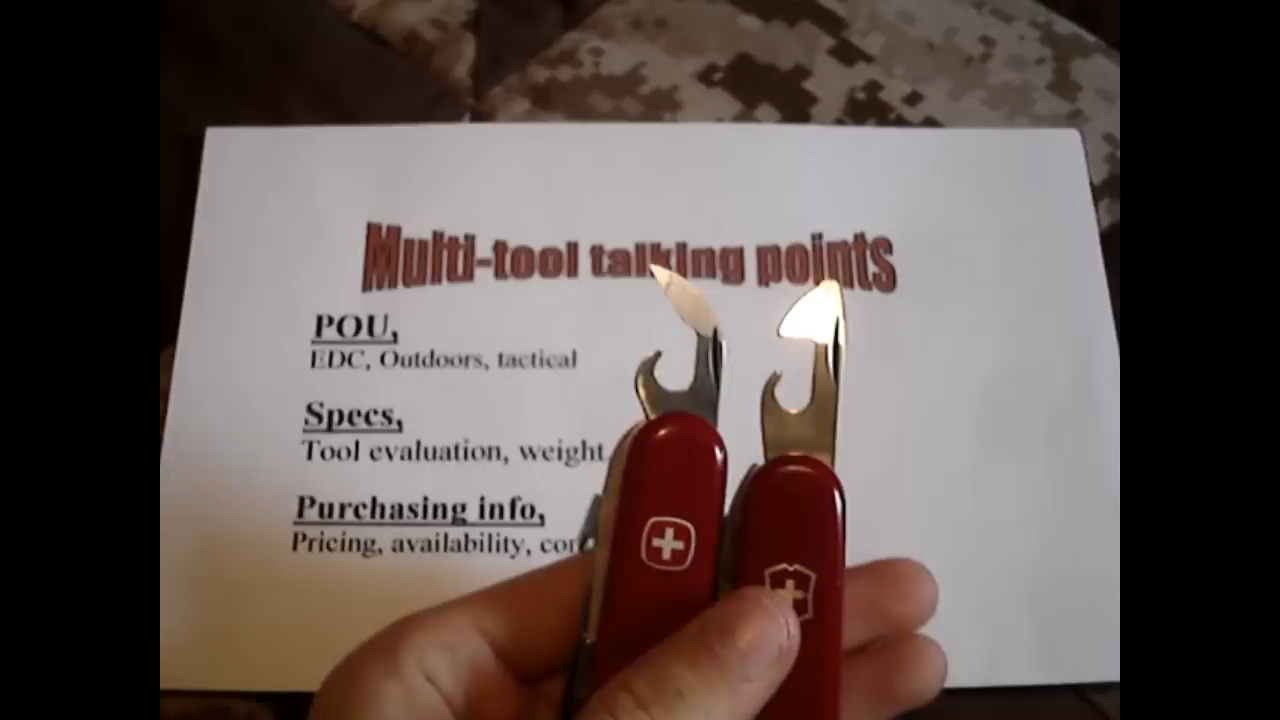 Multi-tool talking points
POU,
EDC, Outdoors, tactical
Specs,
Tool evaluation, weight
Purchasing info,
Pricing, availability,